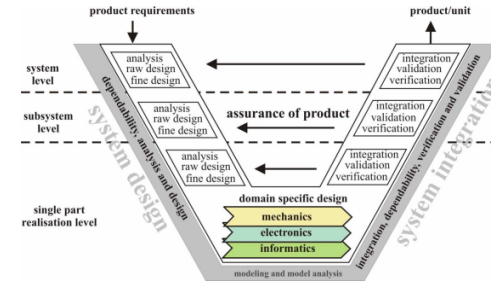 product requirements
product/unit
system
level
subsystem
level
single part
realisation level
analysis
raw design
fine design
analysis
raw design
fine design
analysis
raw design
fine design
integration
validation
verification
integration
validation
verification
integration
validation
verification
assurance of product
dependability, analysis and design
system design
integration, dependability, verification and validation
system integration
domain specific design
mechanics
electronics
informatics
modeling and model analysis